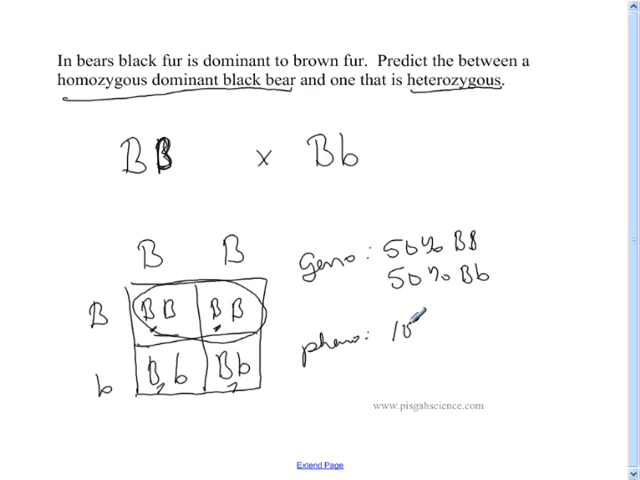 In bears black fur is dominant to brown fur.  Predict the between a
homozygous dominant black bear and one that is heterozygous.
BB x Bb
B B
Geno: 50% BB
50% Bb
B BB BB
pheno: 10
b Bb Bb
www.pisgahscience.com
Extend Page